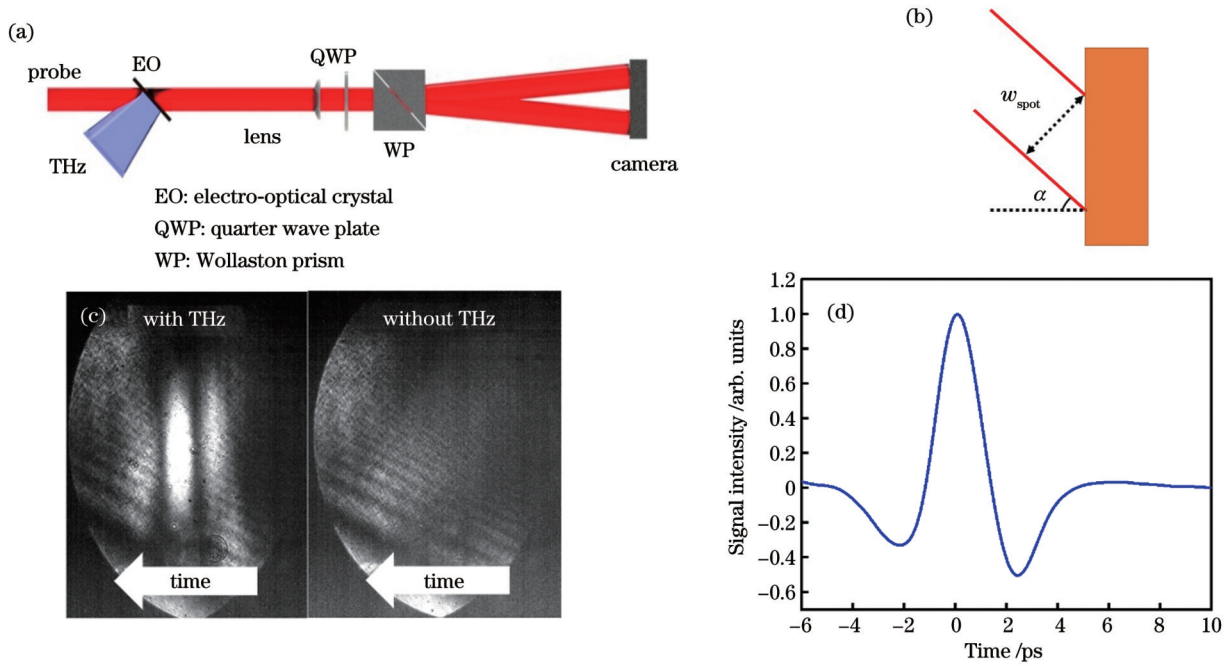 (a)
probe
EO
QWP
THz
lens
WP
camera
EO: electro-optical crystal
QWP: quarter wave plate
WP: Wollaston prism
(b)
w_spot
α
(c)
with THz
without THz
time
time
(d)
Signal intensity /arb. units
1.2
1.0
0.8
0.6
0.4
0.2
0
−0.2
−0.4
−0.6
−6
−4
−2
0
2
4
6
8
10
Time /ps